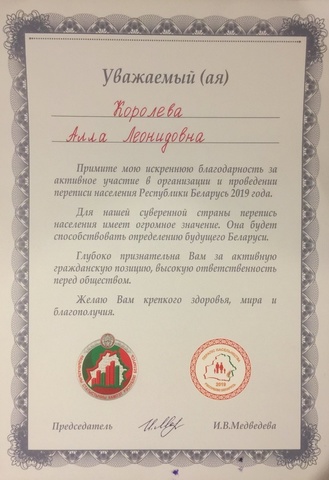 Уважаемый (ая)
Королева
Алла Леонидовна
Примите мою искреннюю благодарность за
активное участие в организации и проведении
переписи населения Республики Беларусь 2019 года.
Для нашей суверенной страны перепись
населения имеет огромное значение. Она будет
способствовать определению будущего Беларуси.
Глубоко признательна Вам за активную
гражданскую позицию, высокую ответственность
перед обществом.
Желаю Вам крепкого здоровья, мира и
благополучия.
2019
Председатель И.В.Медведева